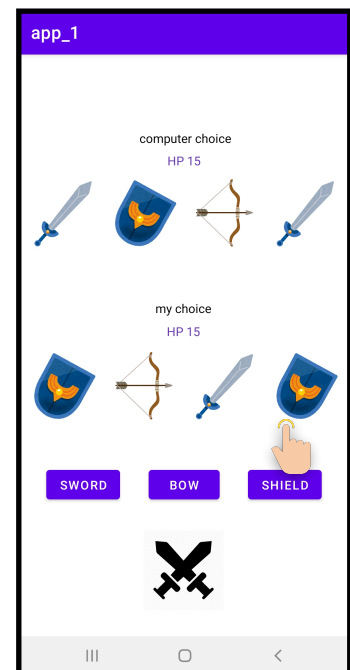 app_1
computer choice
HP 15
my choice
HP 15
SWORD BOW SHIELD